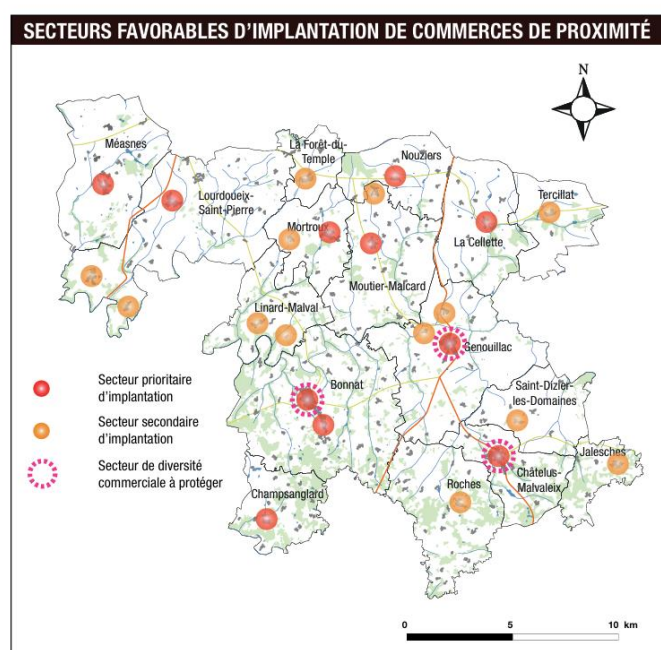 SECTEURS FAVORABLES D'IMPLANTATION DE COMMERCES DE PROXIMITÉ
N
Méasnes
La Forêt-du-
Temple
Nouziers
Lourdoueix-
Saint-Pierre
Tercillat
Mortroux
La Cellette
Moutier-Malcard
Linard-Malval
Genouillac
Bonnat
Saint-Dizier-
les-Domaines
Jalesches
Châtelus-
Malvaleix
Roches
Champsanglard
Secteur prioritaire
d'implantation
Secteur secondaire
d'implantation
Secteur de diversité
commerciale à protéger
0 5 10 km